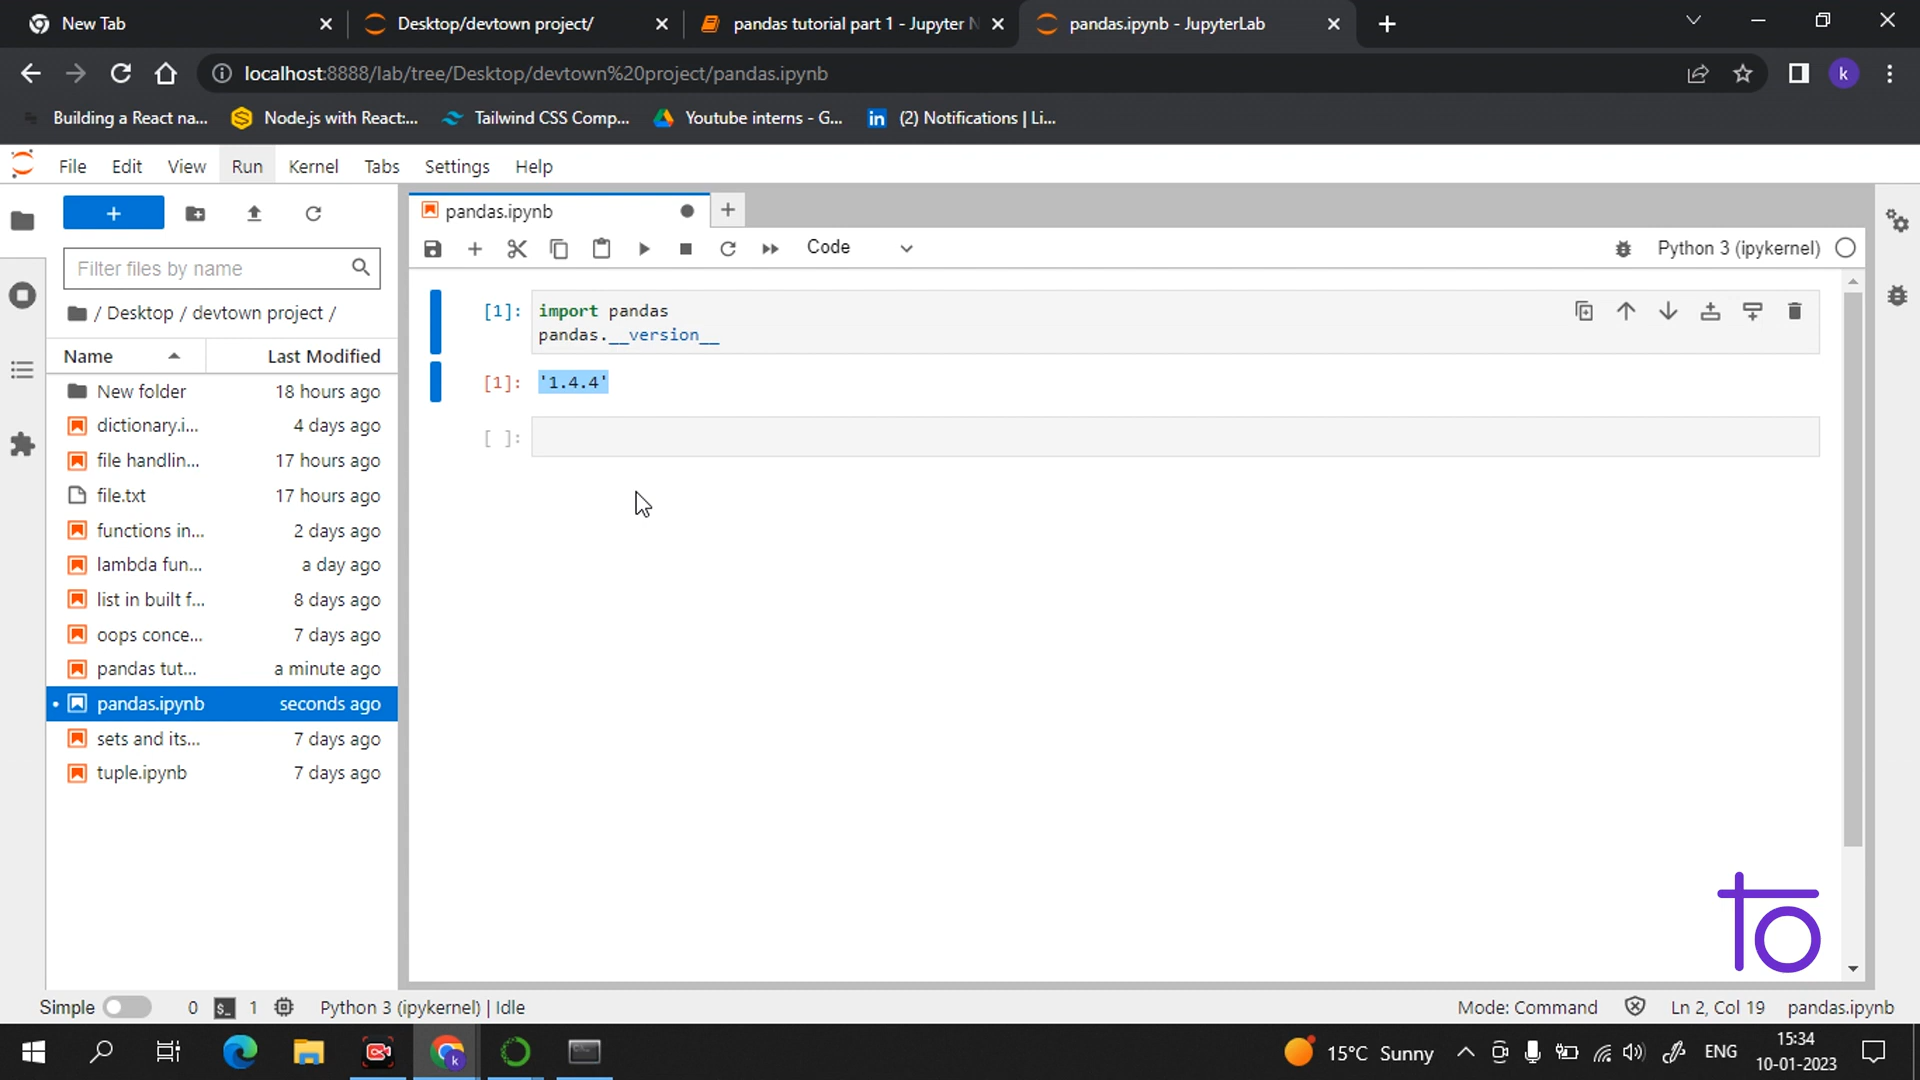 New Tab
Desktop/devtown project/
pandas tutorial part 1 - Jupyter N
pandas.ipynb - JupyterLab
localhost:8888/lab/tree/Desktop/devtown%20project/pandas.ipynb
k
Building a React na...
Node.js with React:...
Tailwind CSS Comp...
Youtube interns - G...
(2) Notifications | Li...
File Edit View Run Kernel Tabs Settings Help
pandas.ipynb
Code
Python 3 (ipykernel)
Filter files by name
/ Desktop / devtown project /
Name Last Modified
New folder 18 hours ago
dictionary.i... 4 days ago
file handlin... 17 hours ago
file.txt 17 hours ago
functions in... 2 days ago
lambda fun... a day ago
list in built f... 8 days ago
oops conce... 7 days ago
pandas tut... a minute ago
pandas.ipynb seconds ago
sets and its... 7 days ago
tuple.ipynb 7 days ago
[1]: import pandas
pandas.__version__
[1]: '1.4.4'
[ ]:
to
Simple 0 $_ 1 Python 3 (ipykernel) | Idle
Mode: Command Ln 2, Col 19 pandas.ipynb
15°C Sunny ENG
15:34
10-01-2023